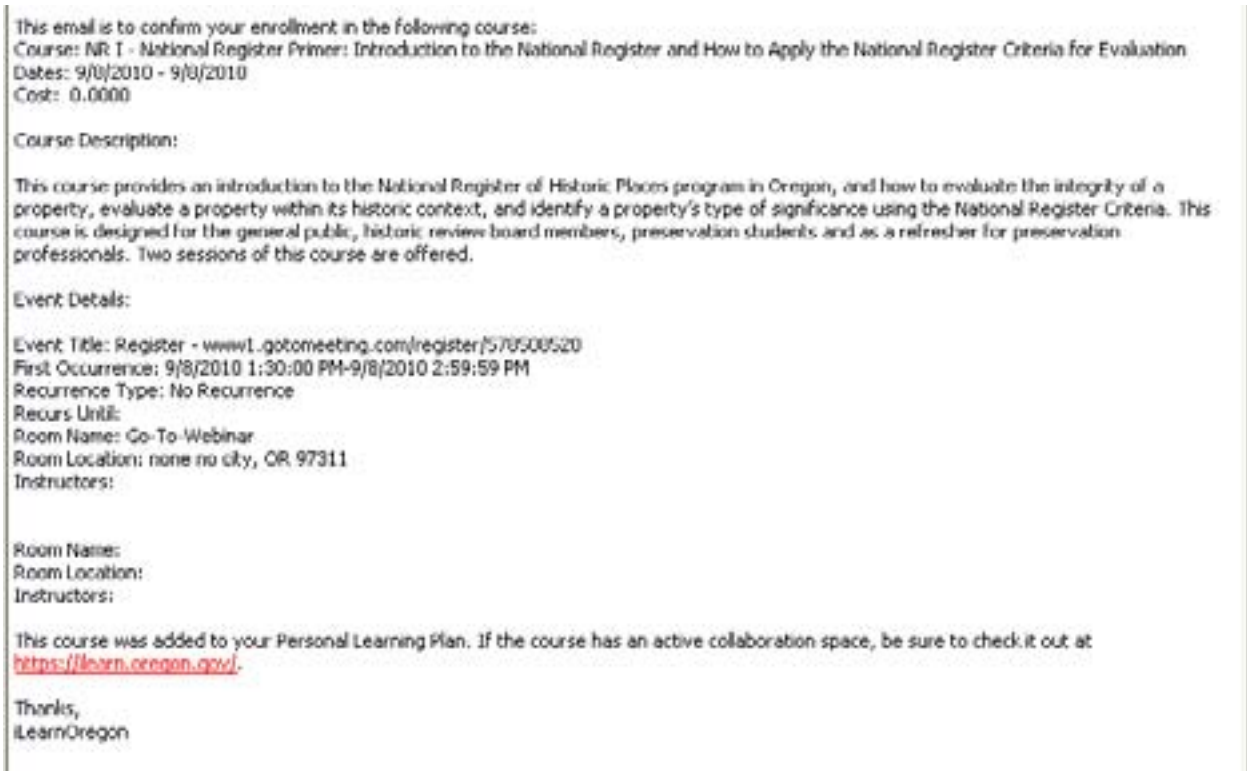 This email is to confirm your enrollment in the following course:
Course: NR I - National Register Primer: Introduction to the National Register and How to Apply the National Register Criteria for Evaluation
Dates: 9/8/2010 - 9/8/2010
Cost: 0.0000
Course Description:
This course provides an introduction to the National Register of Historic Places program in Oregon, and how to evaluate the integrity of a
property, evaluate a property within its historic context, and identify a property's type of significance using the National Register Criteria. This
course is designed for the general public, historic review board members, preservation students and as a refresher for preservation
professionals. Two sessions of this course are offered.
Event Details:
Event Title: Register - www1.gotomeeting.com/register/578508520
First Occurrence: 9/8/2010 1:30:00 PM-9/8/2010 2:59:59 PM
Recurrence Type: No Recurrence
Recurs Until:
Room Name: Go-To-Webinar
Room Location: none no city, OR 97311
Instructors:
Room Name:
Room Location:
Instructors:
This course was added to your Personal Learning Plan. If the course has an active collaboration space, be sure to check it out at
https://ilearn.oregon.gov/.
Thanks,
iLearnOregon